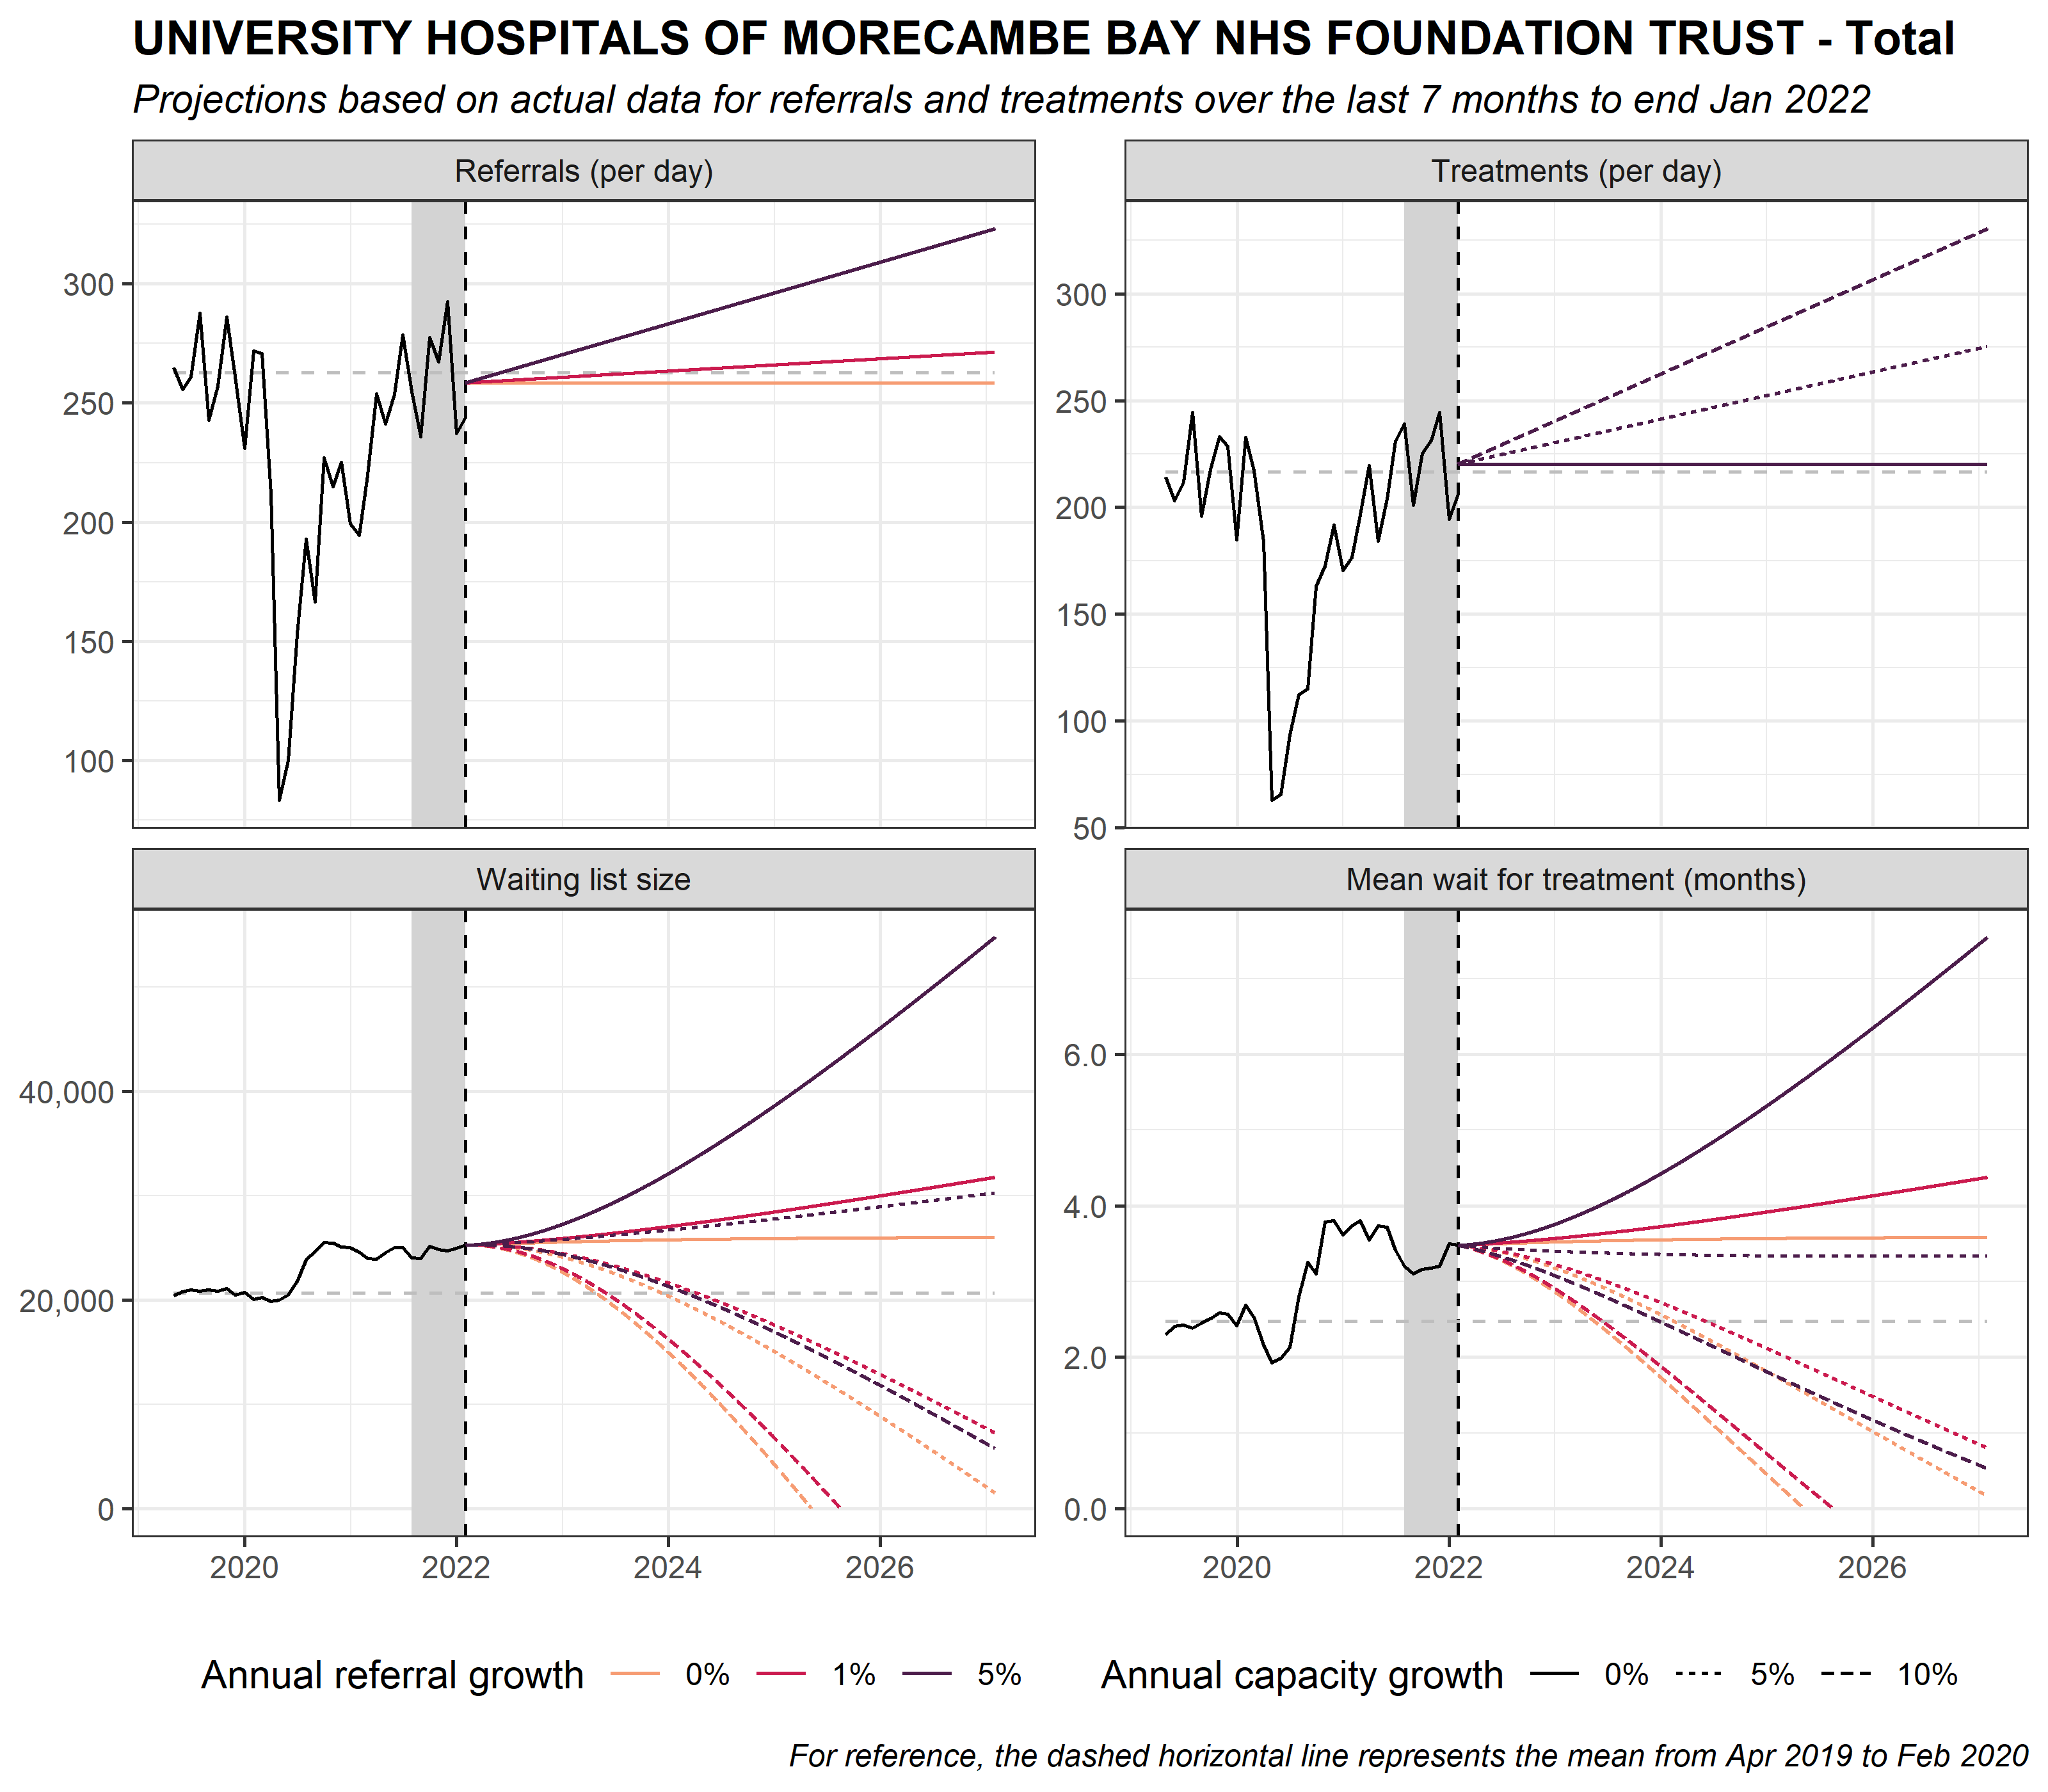 UNIVERSITY HOSPITALS OF MORECAMBE BAY NHS FOUNDATION TRUST - Total
Projections based on actual data for referrals and treatments over the last 7 months to end Jan 2022
Referrals (per day)
300
250
200
150
100
Treatments (per day)
300
250
200
150
100
50
Waiting list size
40,000
20,000
0
2020 2022 2024 2026
Mean wait for treatment (months)
6.0
4.0
2.0
0.0
2020 2022 2024 2026
Annual referral growth 0% 1% 5%
Annual capacity growth 0% 5% 10%
For reference, the dashed horizontal line represents the mean from Apr 2019 to Feb 2020